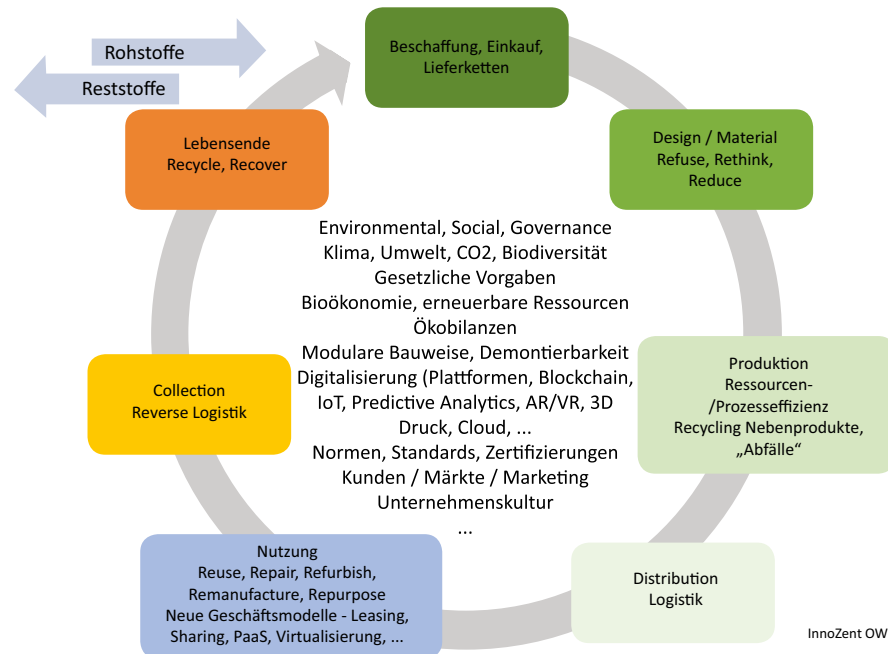 Rohstoffe
Reststoffe
Beschaffung, Einkauf,
Lieferketten
Design / Material
Refuse, Rethink,
Reduce
Produktion
Ressourcen-
/Prozesseffizienz
Recycling Nebenprodukte,
„Abfälle“
Distribution
Logistik
Nutzung
Reuse, Repair, Refurbish,
Remanufacture, Repurpose
Neue Geschäftsmodelle - Leasing,
Sharing, PaaS, Virtualisierung, ...
Collection
Reverse Logistik
Lebensende
Recycle, Recover
Environmental, Social, Governance
Klima, Umwelt, CO2, Biodiversität
Gesetzliche Vorgaben
Bioökonomie, erneuerbare Ressourcen
Ökobilanzen
Modulare Bauweise, Demontierbarkeit
Digitalisierung (Plattformen, Blockchain,
IoT, Predictive Analytics, AR/VR, 3D
Druck, Cloud, ...
Normen, Standards, Zertifizierungen
Kunden / Märkte / Marketing
Unternehmenskultur
...
InnoZent OW